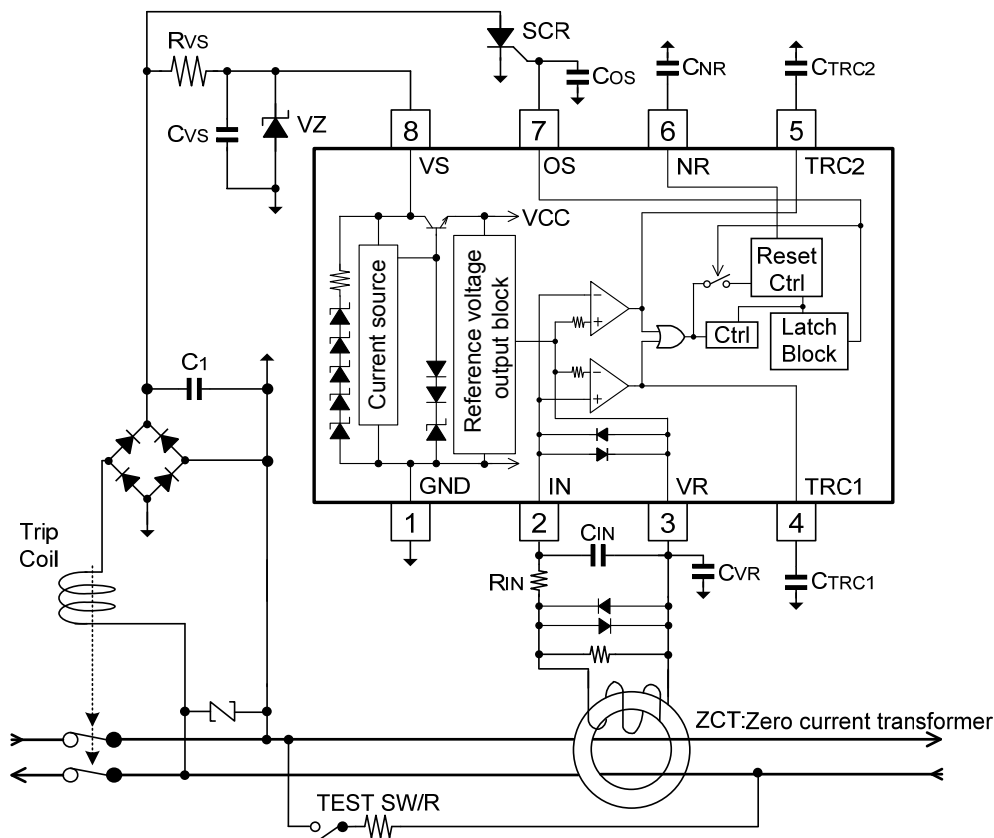 SCR
RVS
COS
CNR
CTRC2
CVS
VZ
8
7
6
5
VS
OS
NR
TRC2
VCC
Current source
Reference voltage output block
Reset Ctrl
Ctrl
Latch Block
C1
GND
IN
VR
TRC1
1
2
3
4
Trip Coil
CIN
RIN
CVR
CTRC1
ZCT:Zero current transformer
TEST SW/R